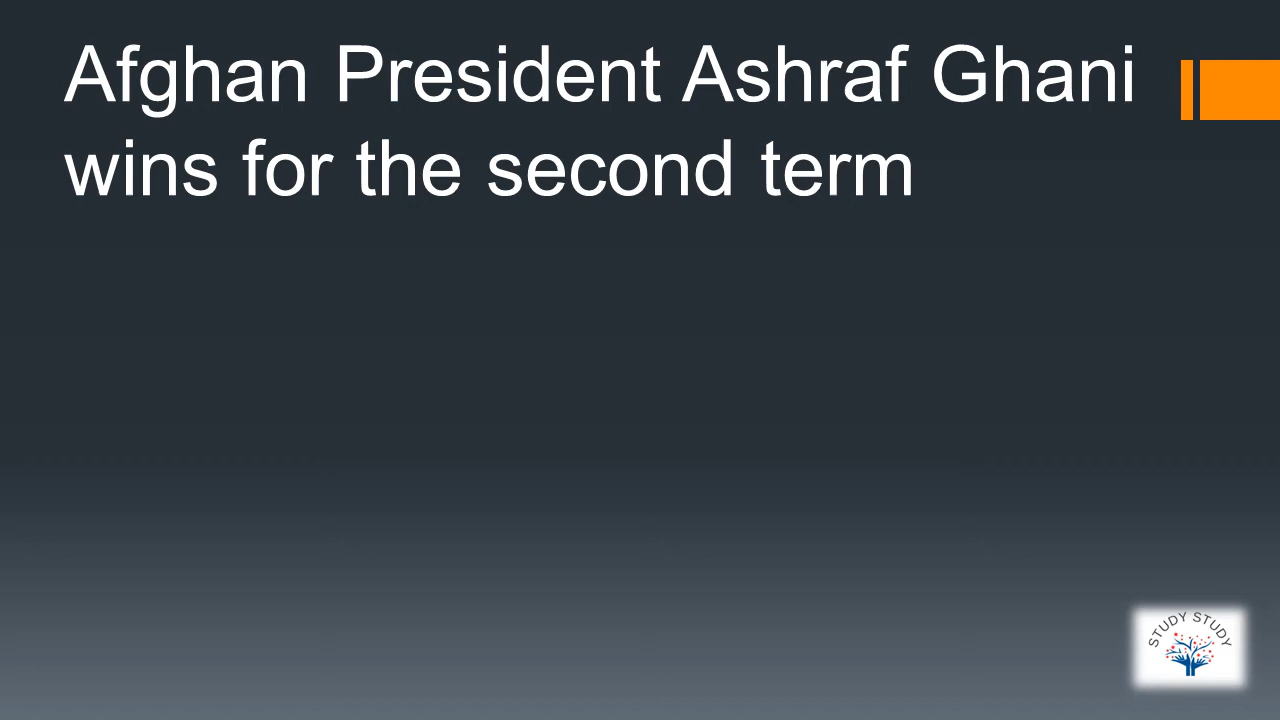 Afghan President Ashraf Ghani
wins for the second term
STUDY STUDY